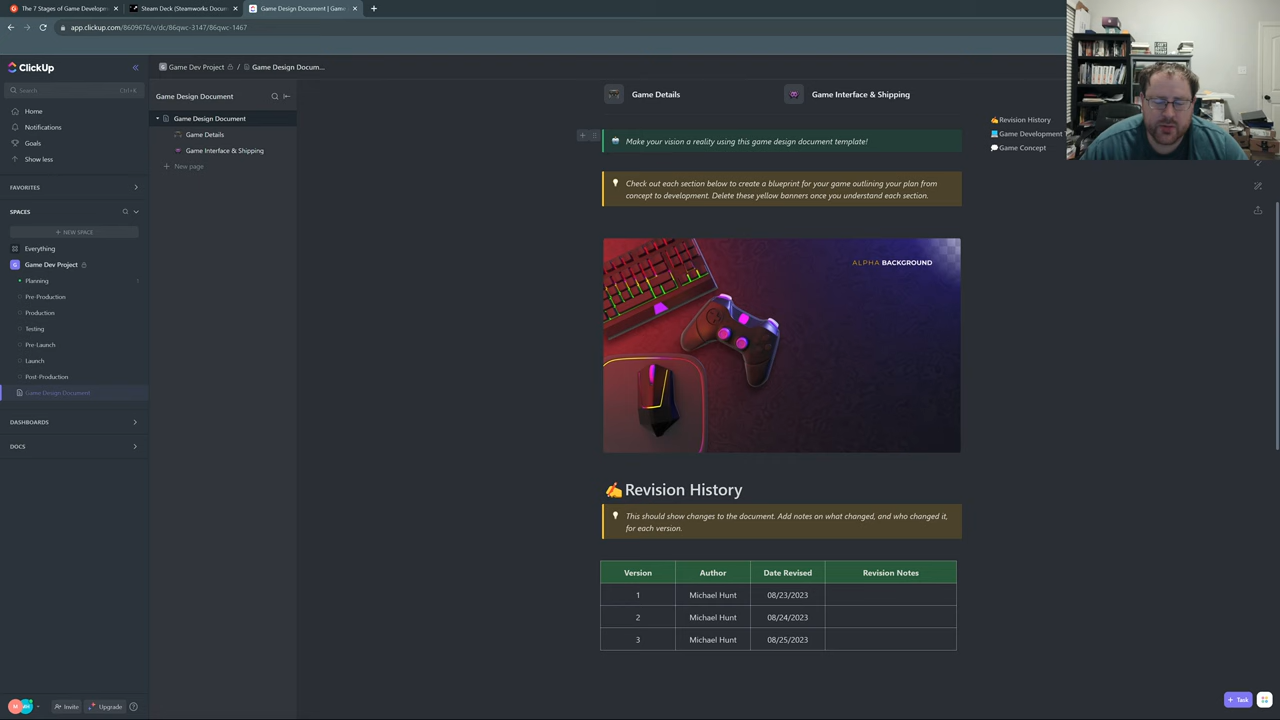 The 7 Stages of Game Developm
Steam Deck (Steamworks Docu
Game Design Document | Game
app.clickup.com/8609676/v/dc/86qwc-3147/86qwc-1467
ClickUp
Search
Ctrl+K
Home
Notifications
Goals
Show less
FAVORITES
SPACES
+ NEW SPACE
Everything
G
Game Dev Project
Planning
1
Pre-Production
Production
Testing
Pre-Launch
Launch
Post-Production
Game Design Document
DASHBOARDS
DOCS
Invite
Upgrade
G
Game Dev Project / Game Design Docum...
Game Design Document
Game Design Document
Game Details
Game Interface & Shipping
New page
Game Details
Game Interface & Shipping
Make your vision a reality using this game design document template!
Check out each section below to create a blueprint for your game outlining your plan from
concept to development. Delete these yellow banners once you understand each section.
ALPHA BACKGROUND
Revision History
This should show changes to the document. Add notes on what changed, and who changed it,
for each version.
Version Author Date Revised Revision Notes
1 Michael Hunt 08/23/2023
2 Michael Hunt 08/24/2023
3 Michael Hunt 08/25/2023
Revision History
Game Development
Game Concept
+ Task